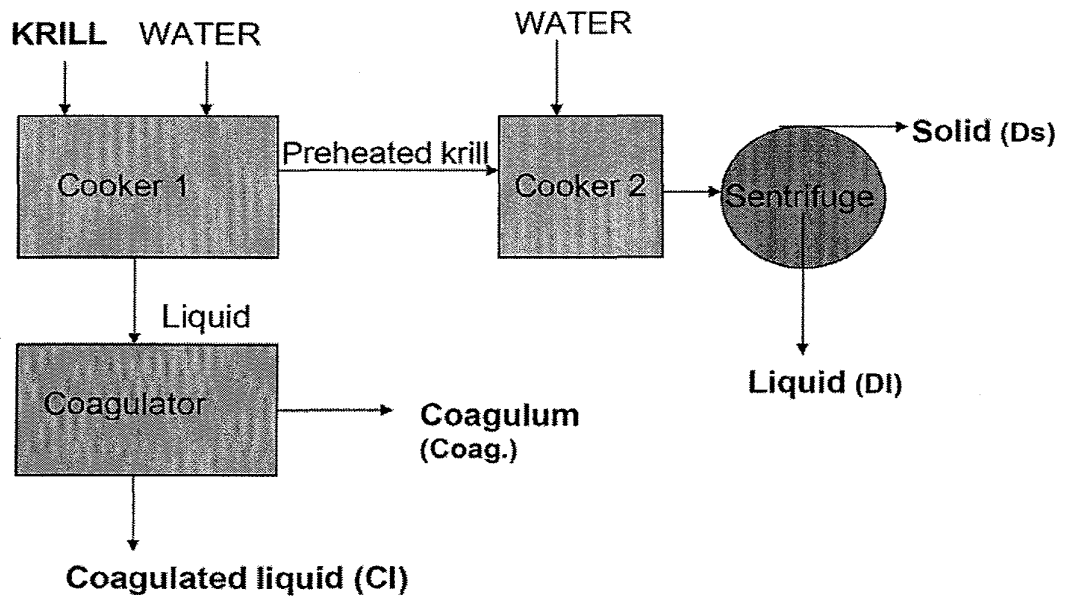 KRILL WATER
WATER
Cooker 1
Preheated krill
Cooker 2
Sentrifuge
Solid (Ds)
Liquid
Liquid (Dl)
Coagulator
Coagulum
(Coag.)
Coagulated liquid (Cl)